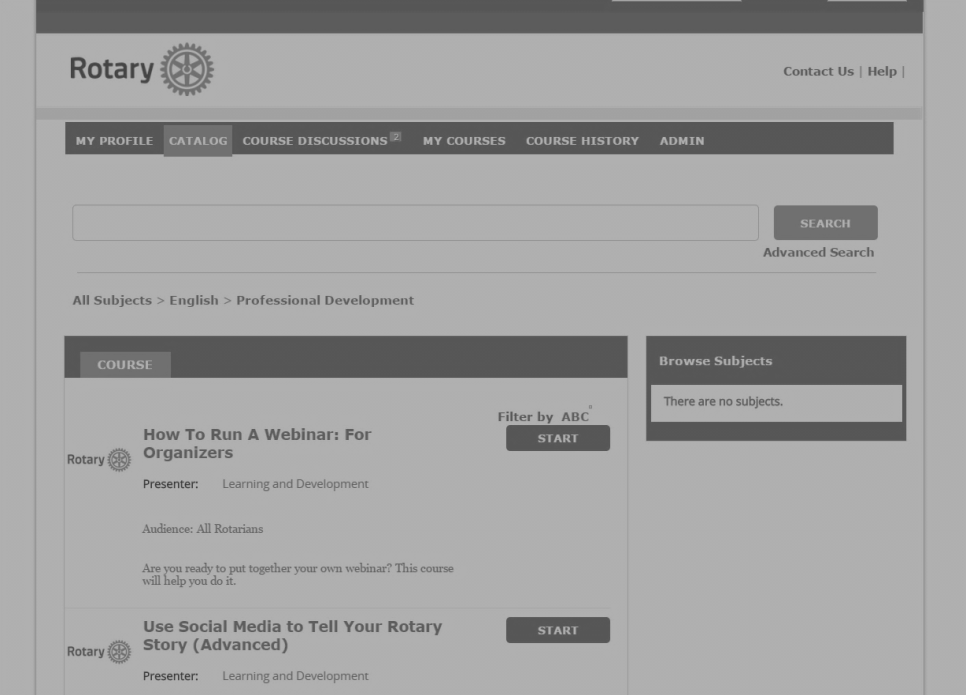 Rotary
Contact Us | Help |
MY PROFILE CATALOG COURSE DISCUSSIONS 2 MY COURSES COURSE HISTORY ADMIN
SEARCH
Advanced Search
All Subjects > English > Professional Development
COURSE
Browse Subjects
There are no subjects.
Filter by ABC
How To Run A Webinar: For
Organizers
START
Rotary
Presenter: Learning and Development
Audience: All Rotarians
Are you ready to put together your own webinar? This course
will help you do it.
Use Social Media to Tell Your Rotary
Story (Advanced)
START
Rotary
Presenter: Learning and Development